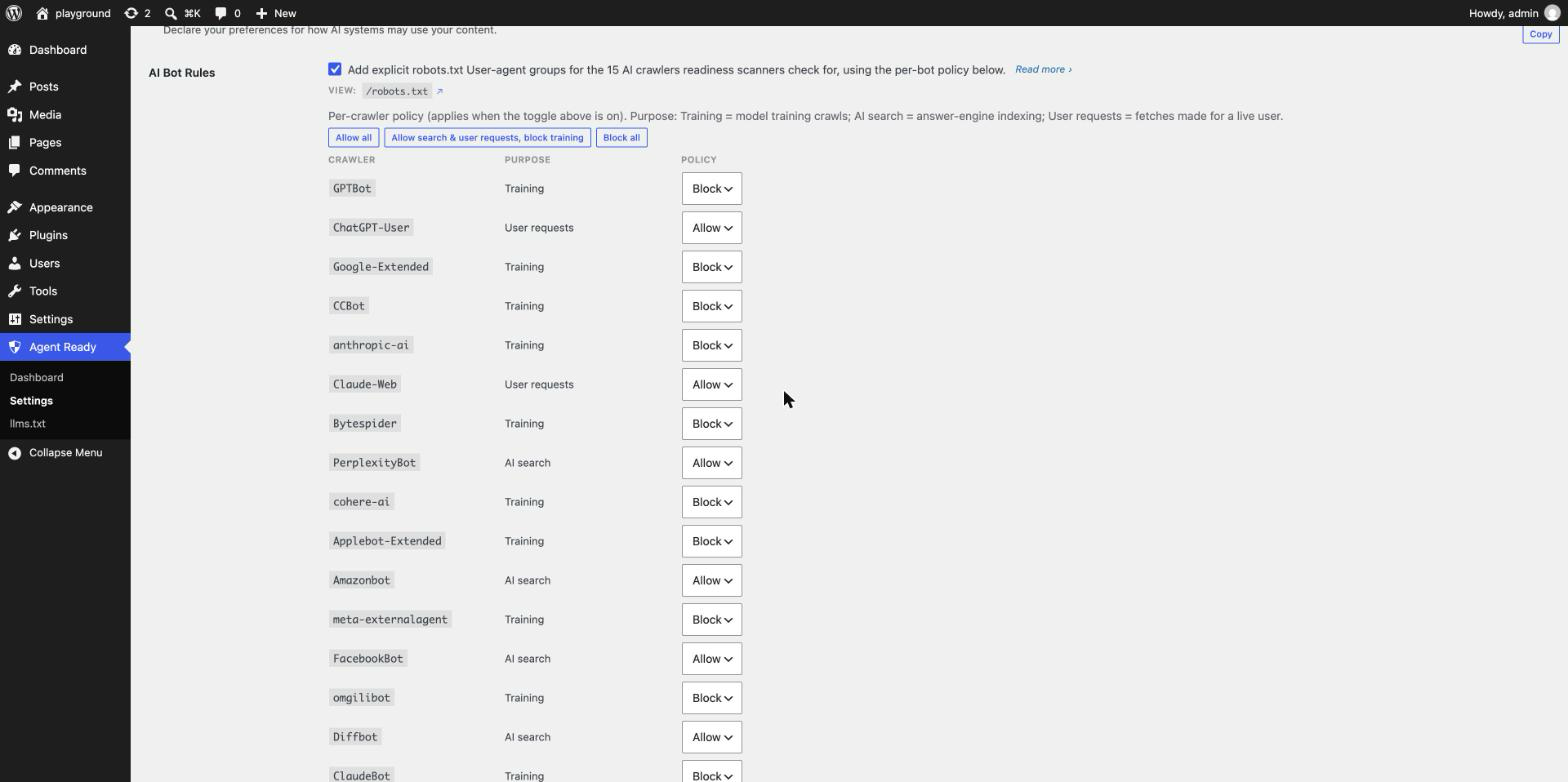 playground 2 ⌘K 0 New Howdy, admin
Dashboard
Posts
Media
Pages
Comments
Appearance
Plugins
Users
Tools
Settings
Agent Ready
Dashboard
Settings
llms.txt
Collapse Menu
Declare your preferences for how AI systems may use your content.
Copy
AI Bot Rules
Add explicit robots.txt User-agent groups for the 15 AI crawlers readiness scanners check for, using the per-bot policy below. Read more ›
VIEW: /robots.txt ↗
Per-crawler policy (applies when the toggle above is on). Purpose: Training = model training crawls; AI search = answer-engine indexing; User requests = fetches made for a live user.
Allow all Allow search & user requests, block training Block all
CRAWLER PURPOSE POLICY
GPTBot Training Block
ChatGPT-User User requests Allow
Google-Extended Training Block
CCBot Training Block
anthropic-ai Training Block
Claude-Web User requests Allow
Bytespider Training Block
PerplexityBot AI search Allow
cohere-ai Training Block
Applebot-Extended Training Block
Amazonbot AI search Allow
meta-externalagent Training Block
FacebookBot AI search Allow
omgilibot Training Block
Diffbot AI search Allow
ClaudeBot Training Block